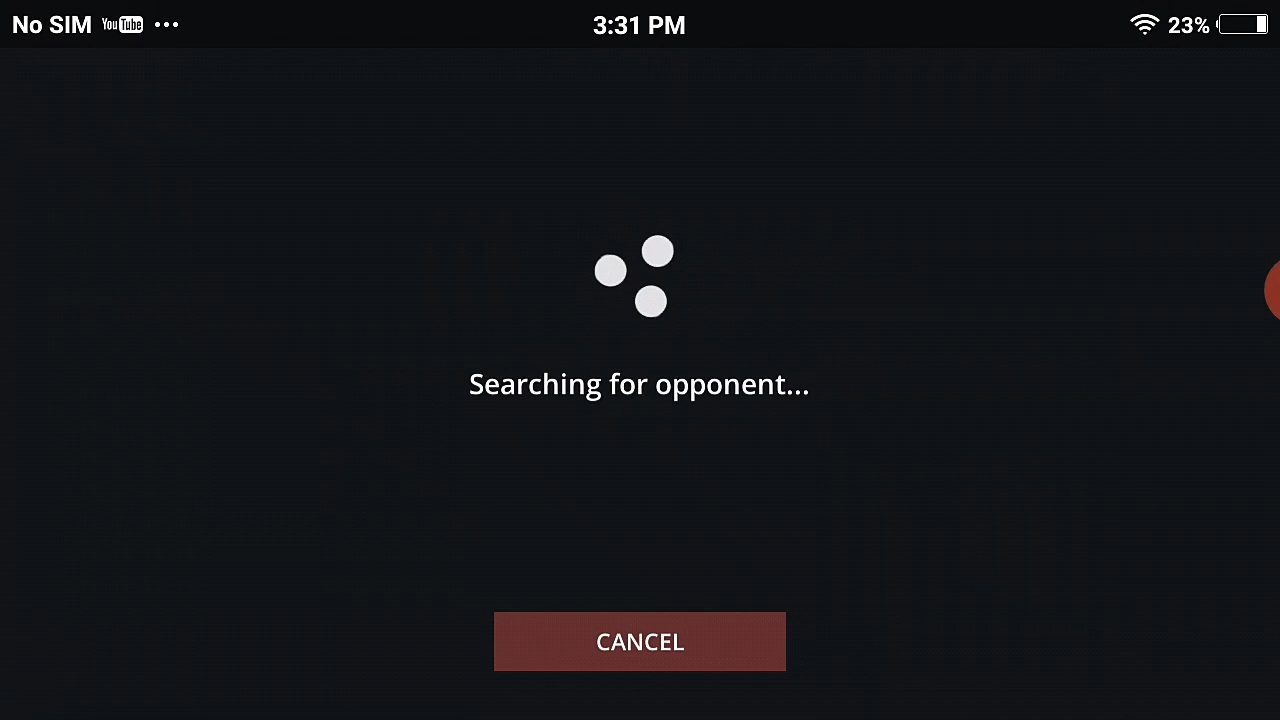 No SIM YouTube ••• 3:31 PM 23%
Searching for opponent...
CANCEL